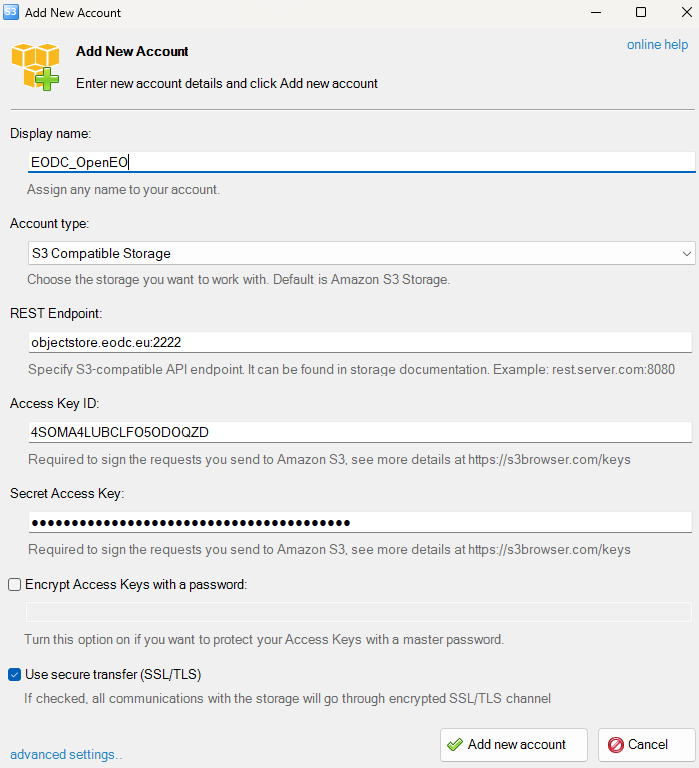 S3 Add New Account
Add New Account
online help
Enter new account details and click Add new account
Display name:
EODC_OpenEO
Assign any name to your account.
Account type:
S3 Compatible Storage
Choose the storage you want to work with. Default is Amazon S3 Storage.
REST Endpoint:
objectstore.eodc.eu:2222
Specify S3-compatible API endpoint. It can be found in storage documentation. Example: rest.server.com:8080
Access Key ID:
4SOMA4LUBCLFO5ODOQZD
Required to sign the requests you send to Amazon S3, see more details at https://s3browser.com/keys
Secret Access Key:
●●●●●●●●●●●●●●●●●●●●●●●●●●●●●●●●●●●●●●●●
Required to sign the requests you send to Amazon S3, see more details at https://s3browser.com/keys
Encrypt Access Keys with a password:
Turn this option on if you want to protect your Access Keys with a master password.
Use secure transfer (SSL/TLS)
If checked, all communications with the storage will go through encrypted SSL/TLS channel
advanced settings..
Add new account
Cancel